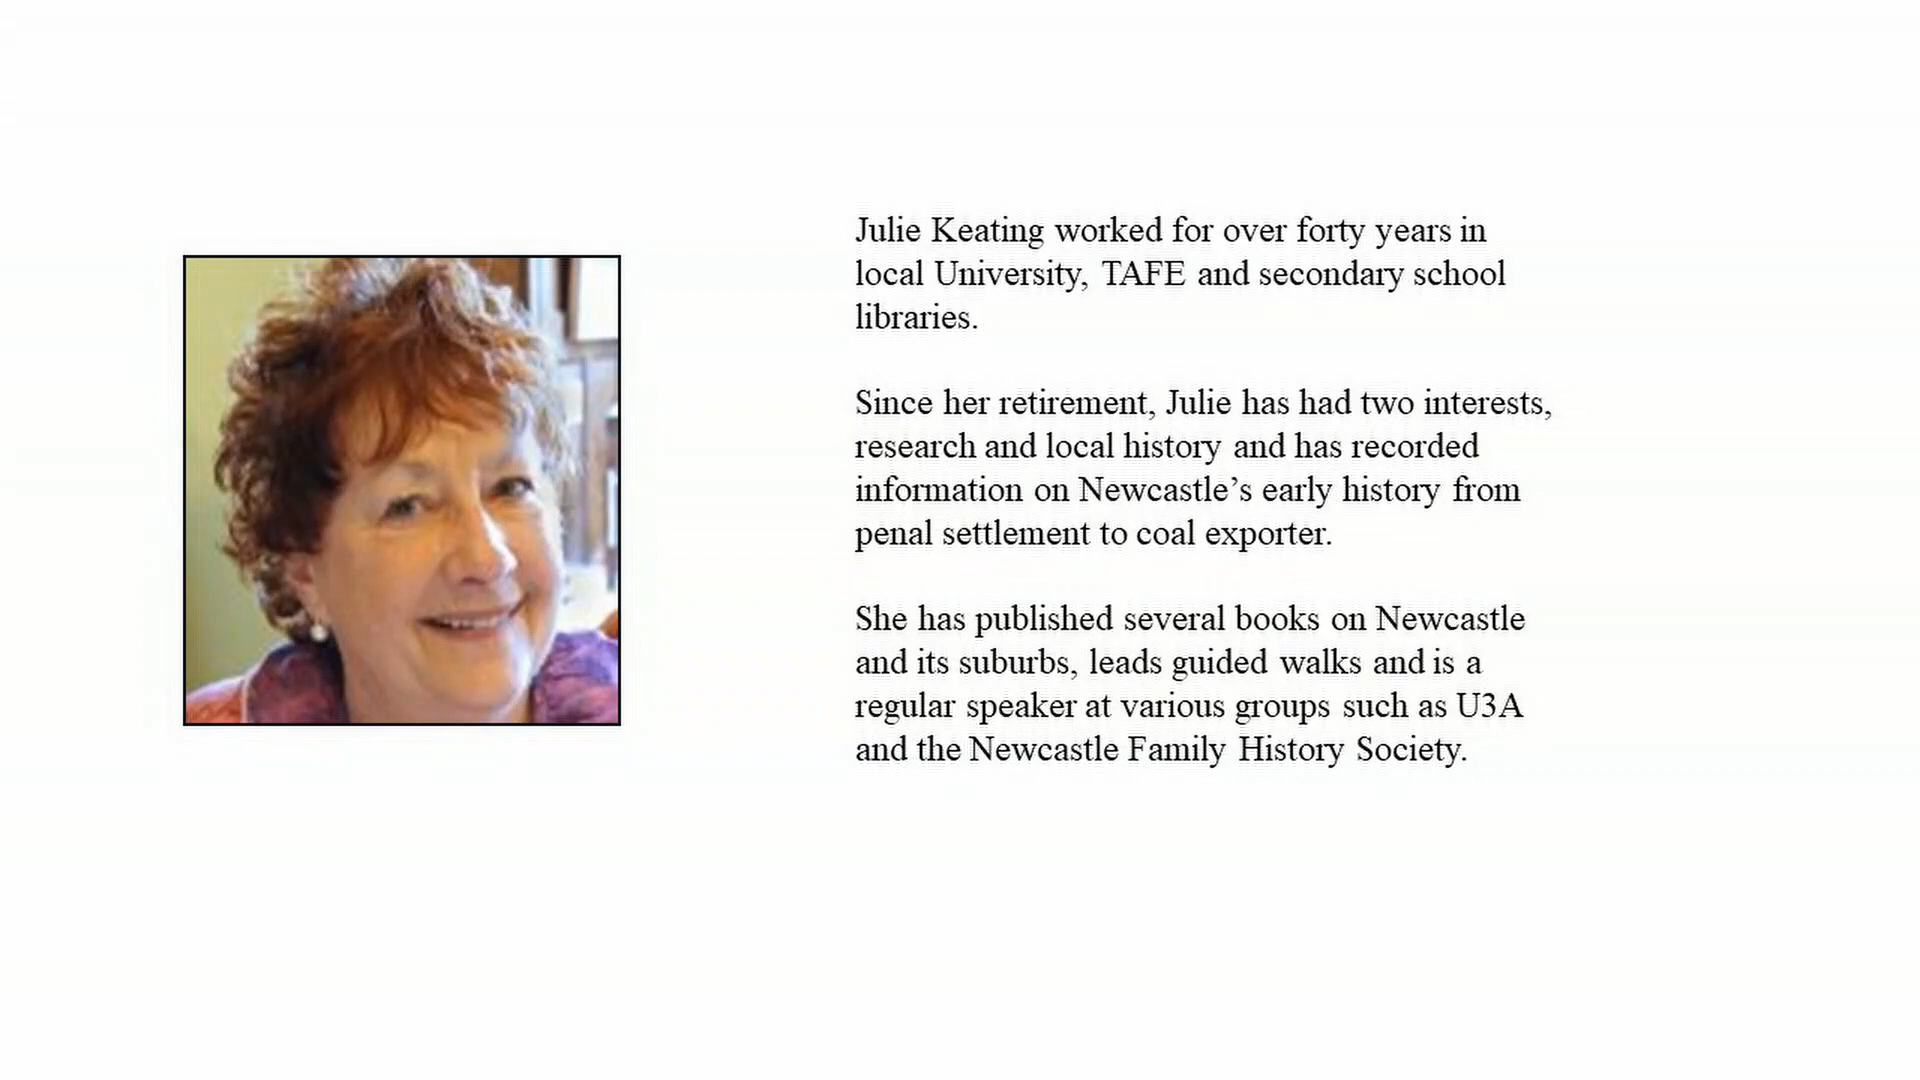 Julie Keating worked for over forty years in
local University, TAFE and secondary school
libraries.
Since her retirement, Julie has had two interests,
research and local history and has recorded
information on Newcastle’s early history from
penal settlement to coal exporter.
She has published several books on Newcastle
and its suburbs, leads guided walks and is a
regular speaker at various groups such as U3A
and the Newcastle Family History Society.